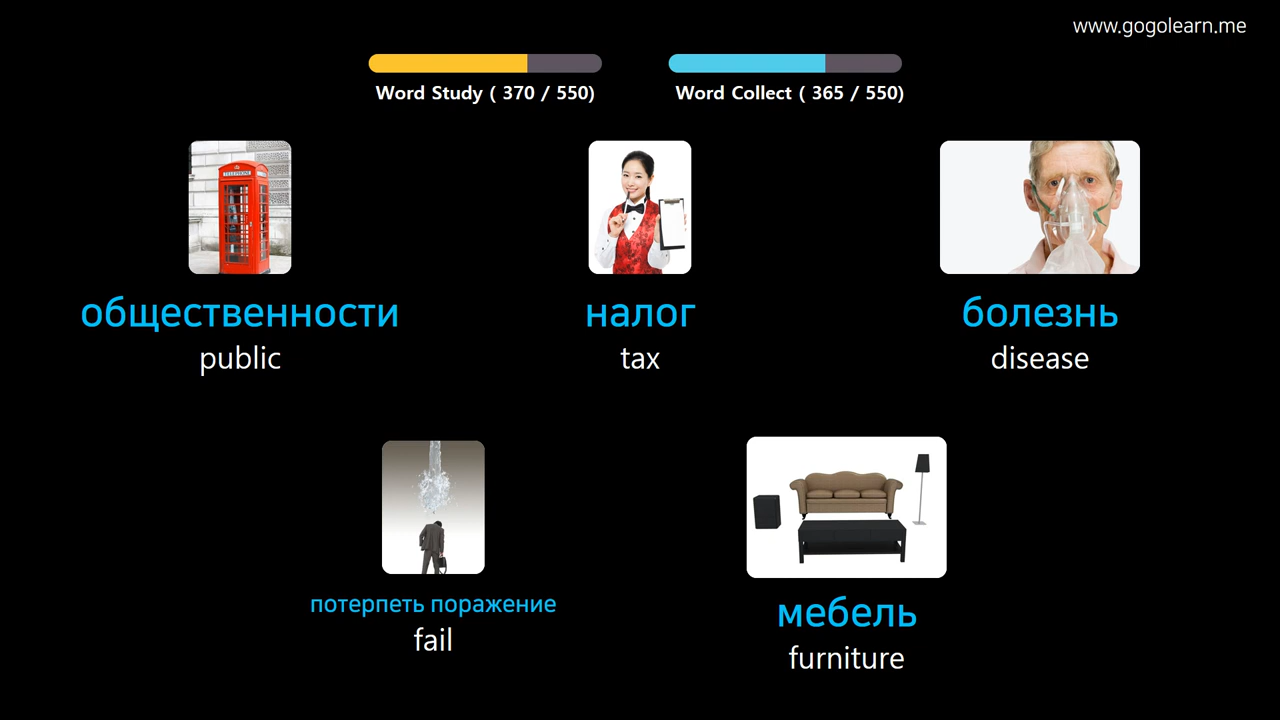 www.gogolearn.me
Word Study ( 370 / 550)
Word Collect ( 365 / 550)
TELEPHONE
общественности
public
налог
tax
болезнь
disease
потерпеть поражение
fail
мебель
furniture